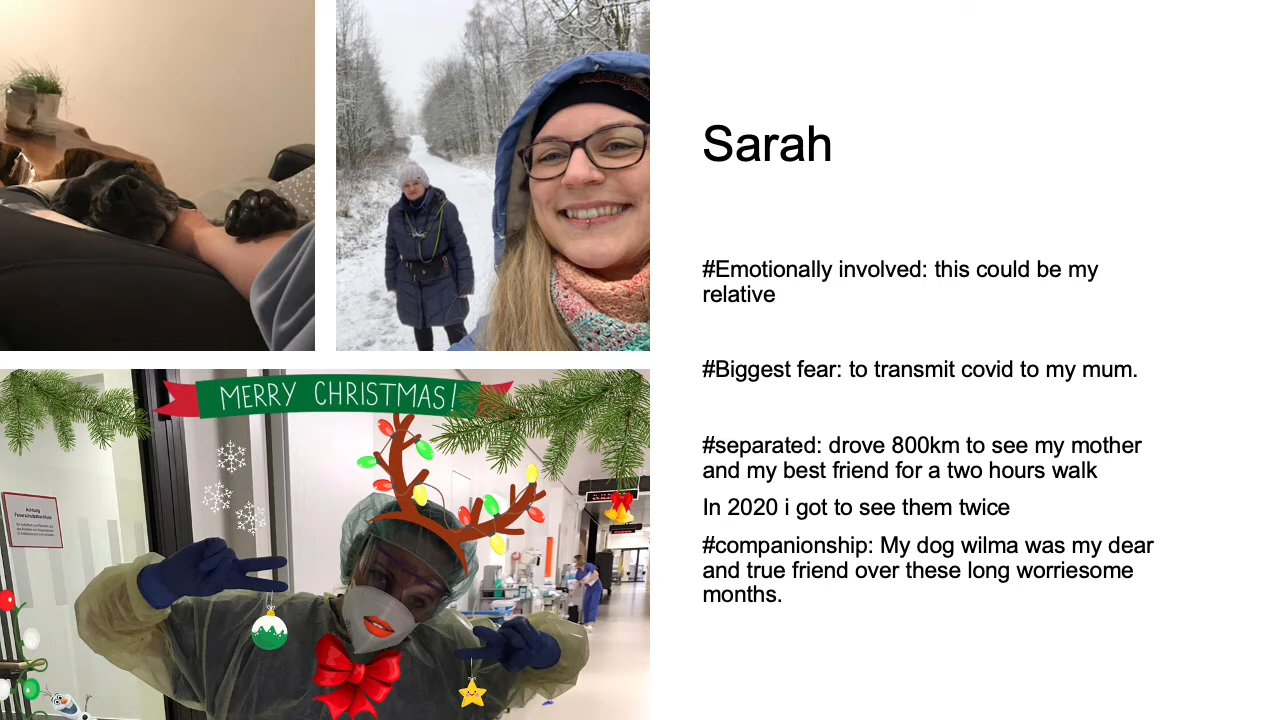 Sarah
#Emotionally involved: this could be my
relative
#Biggest fear: to transmit covid to my mum.
#separated: drove 800km to see my mother
and my best friend for a two hours walk
In 2020 i got to see them twice
#companionship: My dog wilma was my dear
and true friend over these long worriesome
months.
MERRY CHRISTMAS!
Achtung
Feuerschutzabschluss